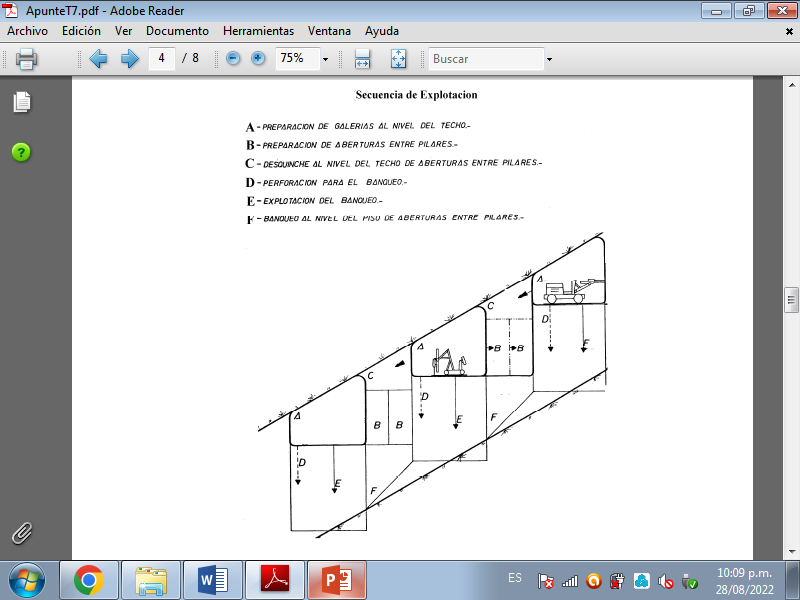 ApunteT7.pdf - Adobe Reader
Archivo Edición Ver Documento Herramientas Ventana Ayuda
4 / 8 75% Buscar
Secuencia de Explotacion
A - PREPARACION DE GALERIAS AL NIVEL DEL TECHO.-
B - PREPARACION DE ABERTURAS ENTRE PILARES.-
C - DESQUINCHE AL NIVEL DEL TECHO DE ABERTURAS ENTRE PILARES.-
D - PERFORACION PARA EL BANQUEO.-
E - EXPLOTACION DEL BANQUEO.-
F - BANQUEO AL NIVEL DEL PISO DE ABERTURAS ENTRE PILARES.-
A
C
D E
A
B B
C
D E
F
A
B B
D E
F
ES 10:09 p.m.
28/08/2022